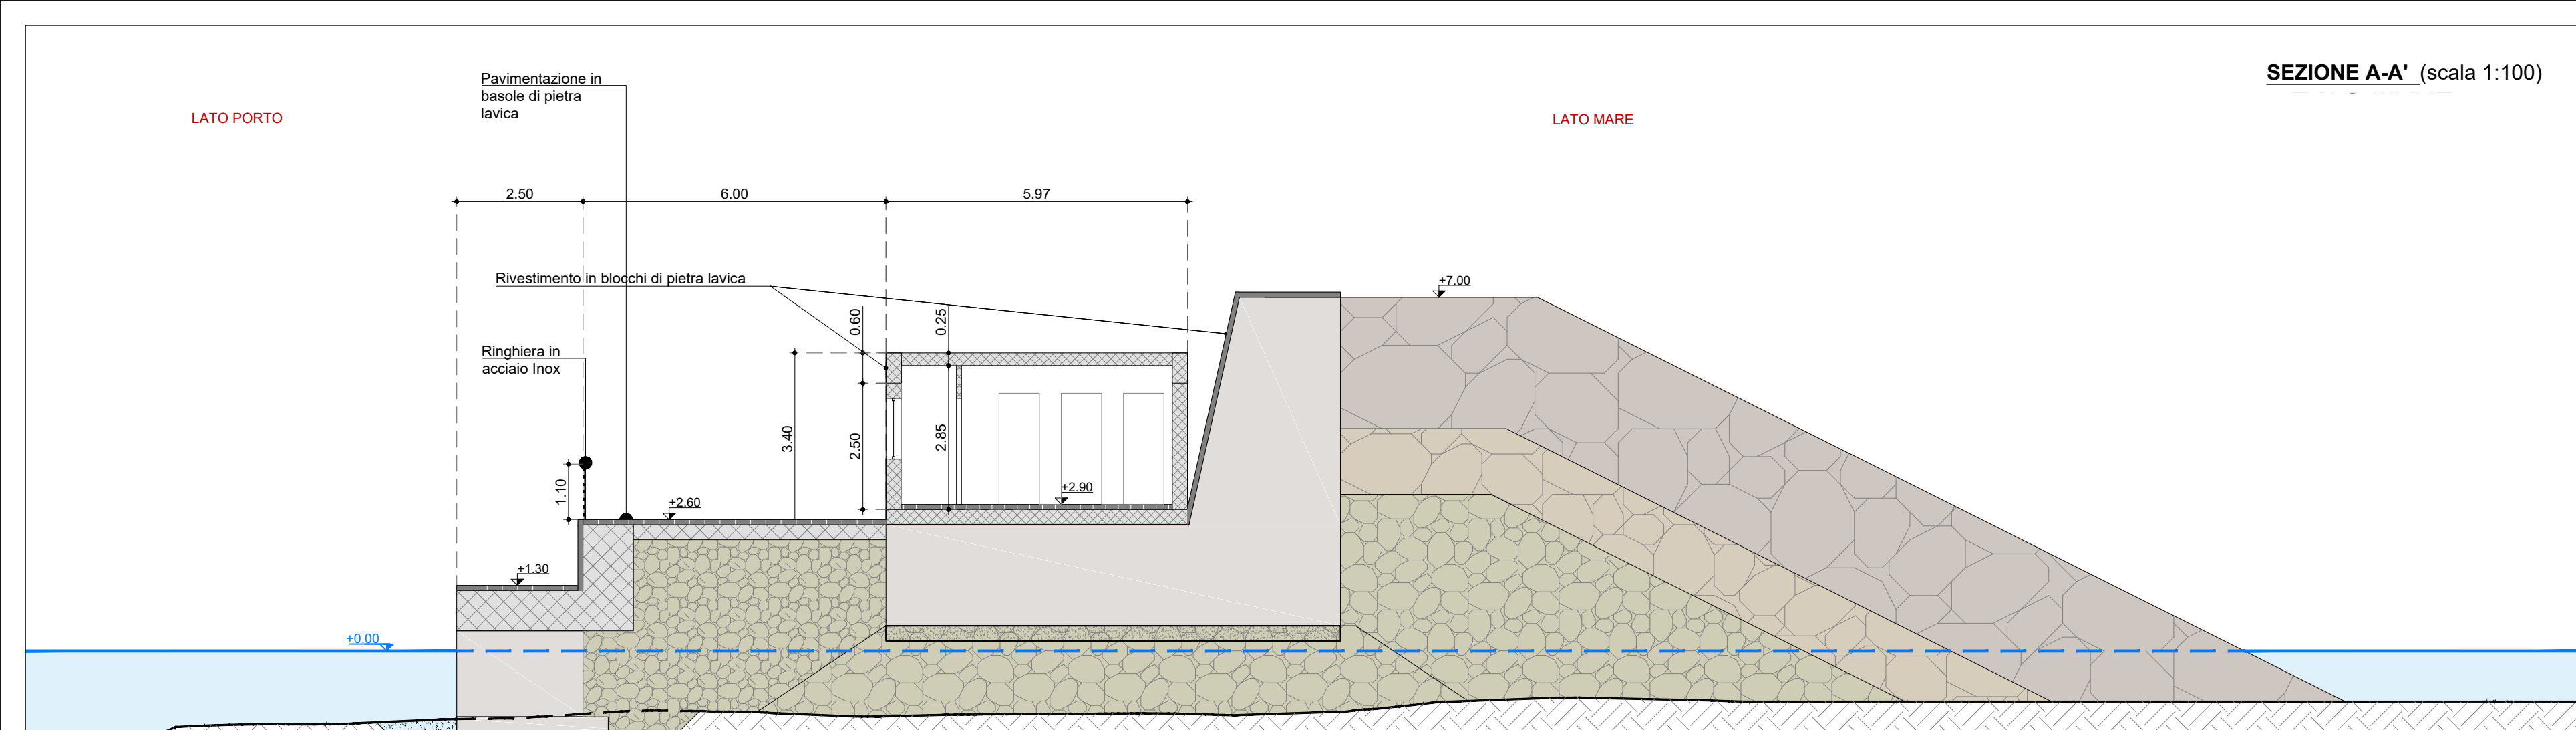 SEZIONE A-A' (scala 1:100)
Pavimentazione in
basole di pietra
lavica
LATO PORTO
LATO MARE
2.50
6.00
5.97
Rivestimento in blocchi di pietra lavica
+7.00
0.60
0.25
Ringhiera in
acciaio Inox
3.40
2.50
2.85
1.10
+2.90
+2.60
+1.30
+0.00